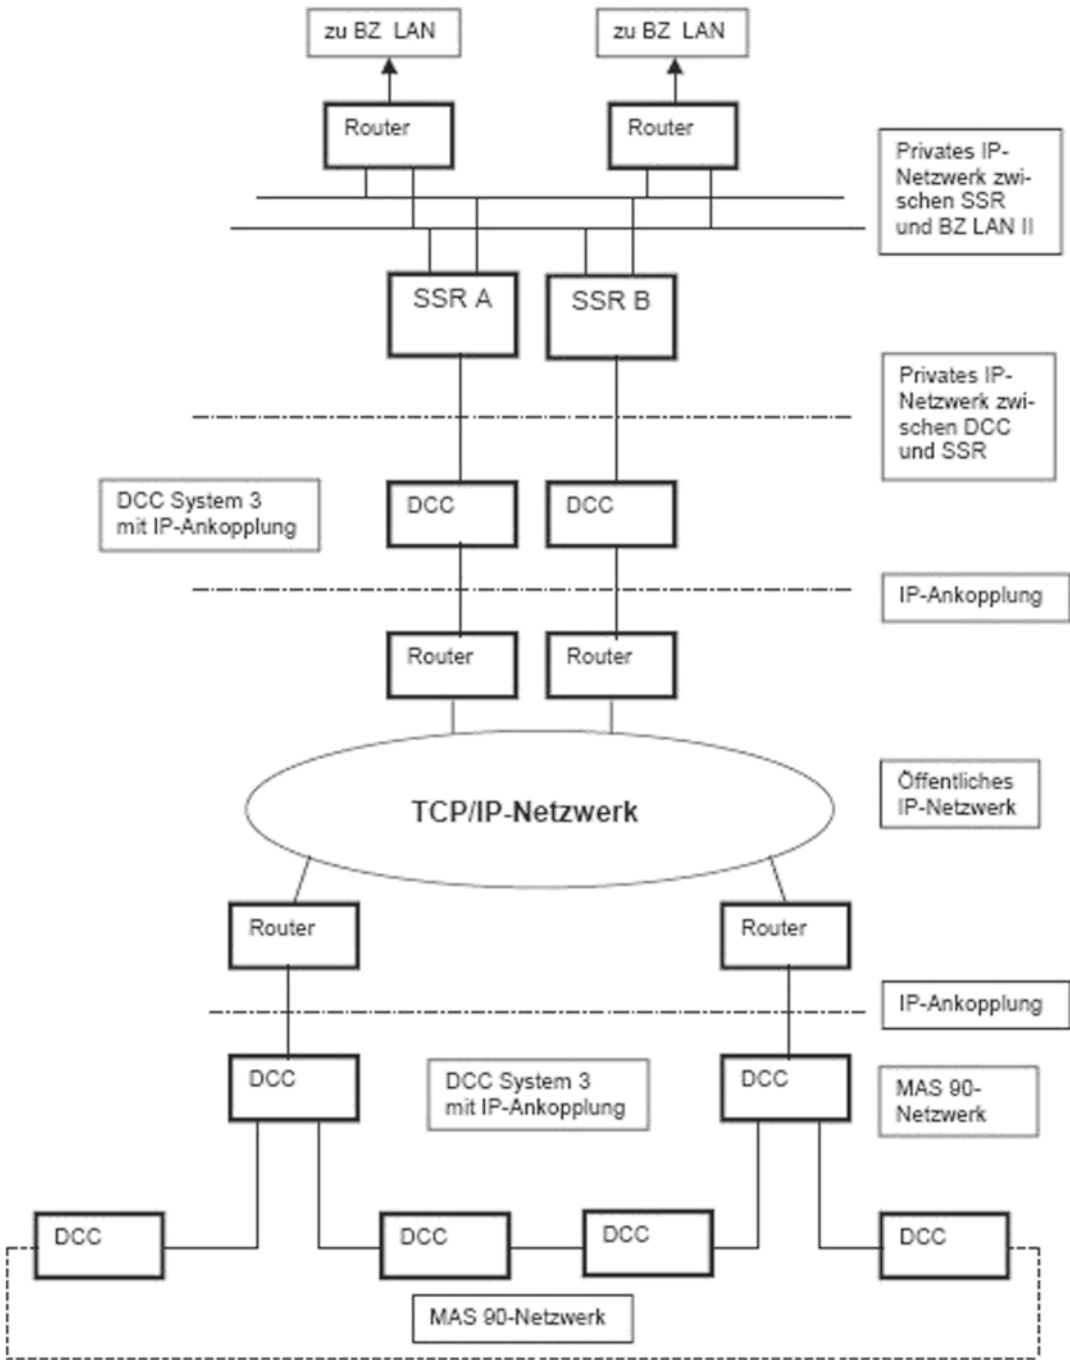 zu BZ LAN
zu BZ LAN
Router
Router
Privates IP-
Netzwerk zwi-
schen SSR
und BZ LAN II
SSR A
SSR B
Privates IP-
Netzwerk zwi-
schen DCC
und SSR
DCC System 3
mit IP-Ankopplung
DCC
DCC
IP-Ankopplung
Router
Router
TCP/IP-Netzwerk
Öffentliches
IP-Netzwerk
Router
Router
IP-Ankopplung
DCC
DCC System 3
mit IP-Ankopplung
DCC
MAS 90-
Netzwerk
DCC
DCC
DCC
DCC
MAS 90-Netzwerk